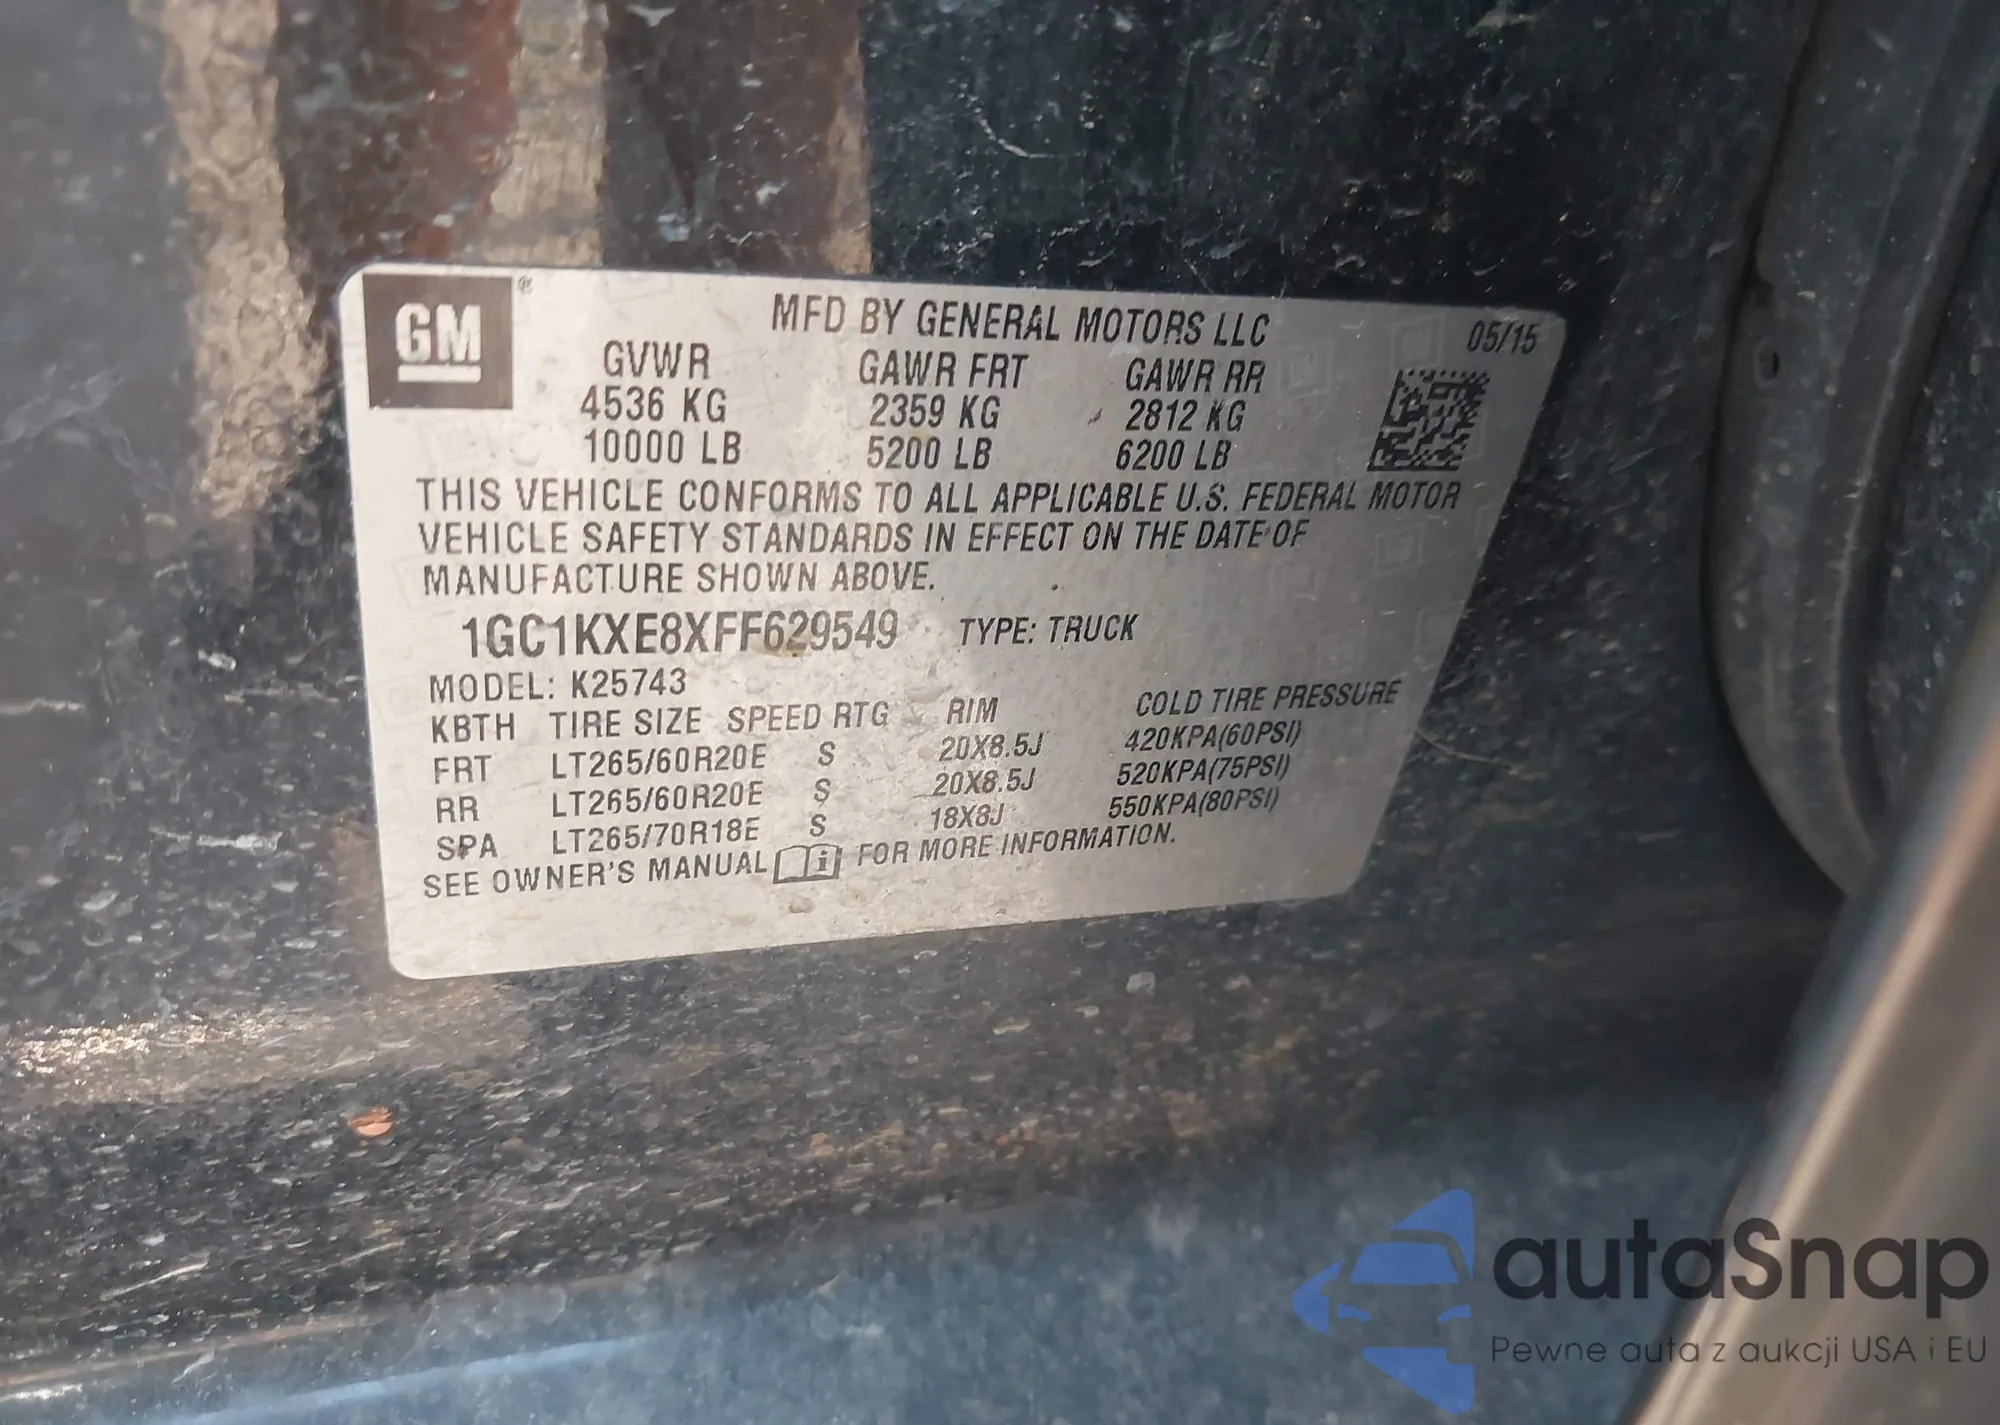 GM®
MFD BY GENERAL MOTORS LLC 05/15
GVWR GAWR FRT GAWR RR
4536 KG 2359 KG 2812 KG
10000 LB 5200 LB 6200 LB
THIS VEHICLE CONFORMS TO ALL APPLICABLE U.S. FEDERAL MOTOR
VEHICLE SAFETY STANDARDS IN EFFECT ON THE DATE OF
MANUFACTURE SHOWN ABOVE.
1GC1KXE8XFF629549 TYPE: TRUCK
MODEL: K25743
KBTH TIRE SIZE SPEED RTG RIM COLD TIRE PRESSURE
FRT LT265/60R20E S 20X8.5J 420KPA(60PSI)
RR LT265/60R20E S 20X8.5J 520KPA(75PSI)
SPA LT265/70R18E S 18X8J 550KPA(80PSI)
SEE OWNER'S MANUAL i FOR MORE INFORMATION.
autaSnap
Pewne auta z aukcji USA i EU